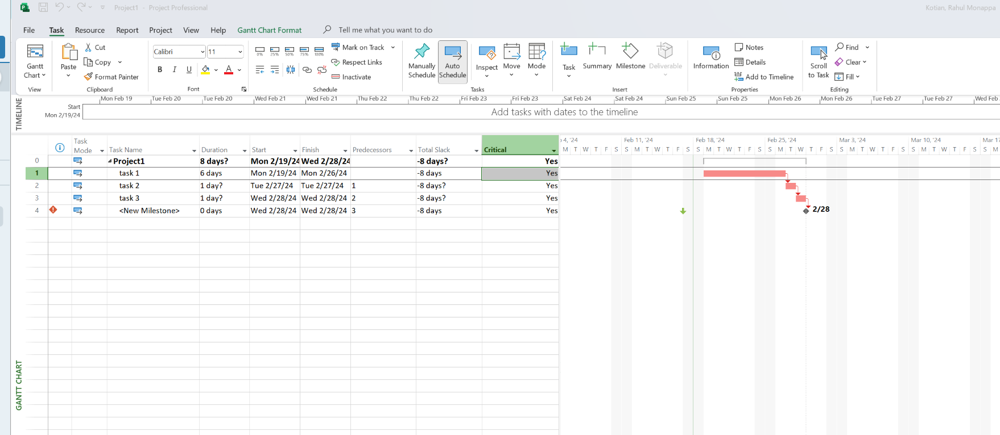 Project1 - Project Professional
Kotian, Rahul Monappa
File Task Resource Report Project View Help Gantt Chart Format Tell me what you want to do
Gantt
Chart
View
Paste
Cut
Copy
Format Painter
Clipboard
Calibri 11
B I U A
Font
0% 25% 50% 75% 100%
Mark on Track
Respect Links
Inactivate
Schedule
Manually
Schedule
Auto
Schedule
Inspect
Move
Mode
Tasks
Task
Summary
Milestone
Deliverable
Insert
Information
Notes
Details
Add to Timeline
Properties
Scroll
to Task
Find
Clear
Fill
Editing
TIMELINE
Mon Feb 19 Tue Feb 20 Tue Feb 20 Wed Feb 21 Wed Feb 21 Thu Feb 22 Thu Feb 22 Fri Feb 23 Fri Feb 23 Sat Feb 24 Sat Feb 24 Sun Feb 25 Sun Feb 25 Mon Feb 26 Mon Feb 26 Tue Feb 27 Tue Feb 27 Wed Feb
Start
Mon 2/19/24
Add tasks with dates to the timeline
Task
Mode
Task Name Duration Start Finish Predecessors Total Slack Critical
4, '24 Feb 11, '24 Feb 18, '24 Feb 25, '24 Mar 3, '24 Mar 10, '24 Mar 17
M T W T F S S M T W T F S S M T W T F S S M T W T F S S M T W T F S S M T W T F S S M
0 Project1 8 days? Mon 2/19/24 Wed 2/28/24 -8 days? Yes
1 task 1 6 days Mon 2/19/24 Mon 2/26/24 -8 days Yes
2 task 2 1 day? Tue 2/27/24 Tue 2/27/24 1 -8 days? Yes
3 task 3 1 day? Wed 2/28/24 Wed 2/28/24 2 -8 days? Yes
4 <New Milestone> 0 days Wed 2/28/24 Wed 2/28/24 3 -8 days Yes
2/28
GANTT CHART